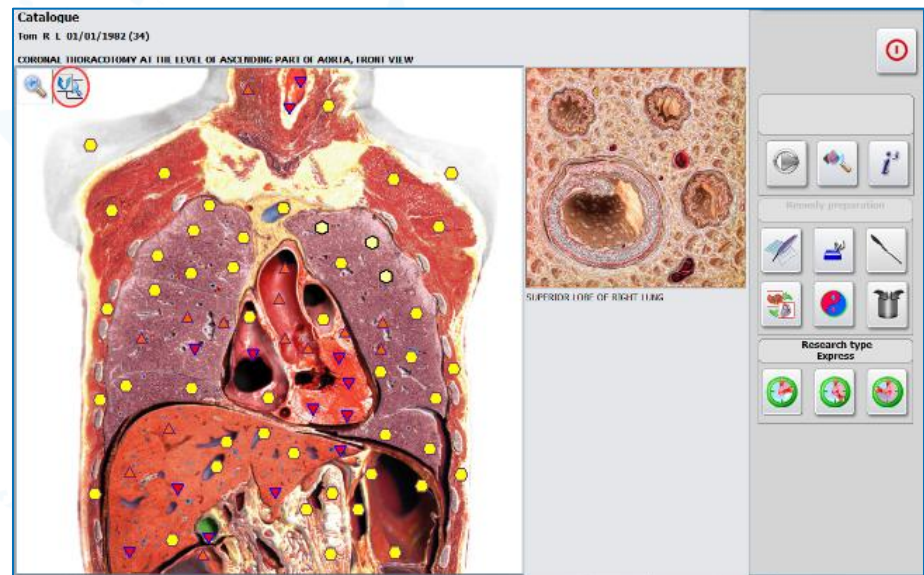 Catalogue
Tom R L 01/01/1982 (34)
CORONAL THORACOTOMY AT THE LEVEL OF ASCENDING PART OF AORTA, FRONT VIEW
SUPERIOR LOBE OF RIGHT LUNG
Remedy preparation
Research type
Express